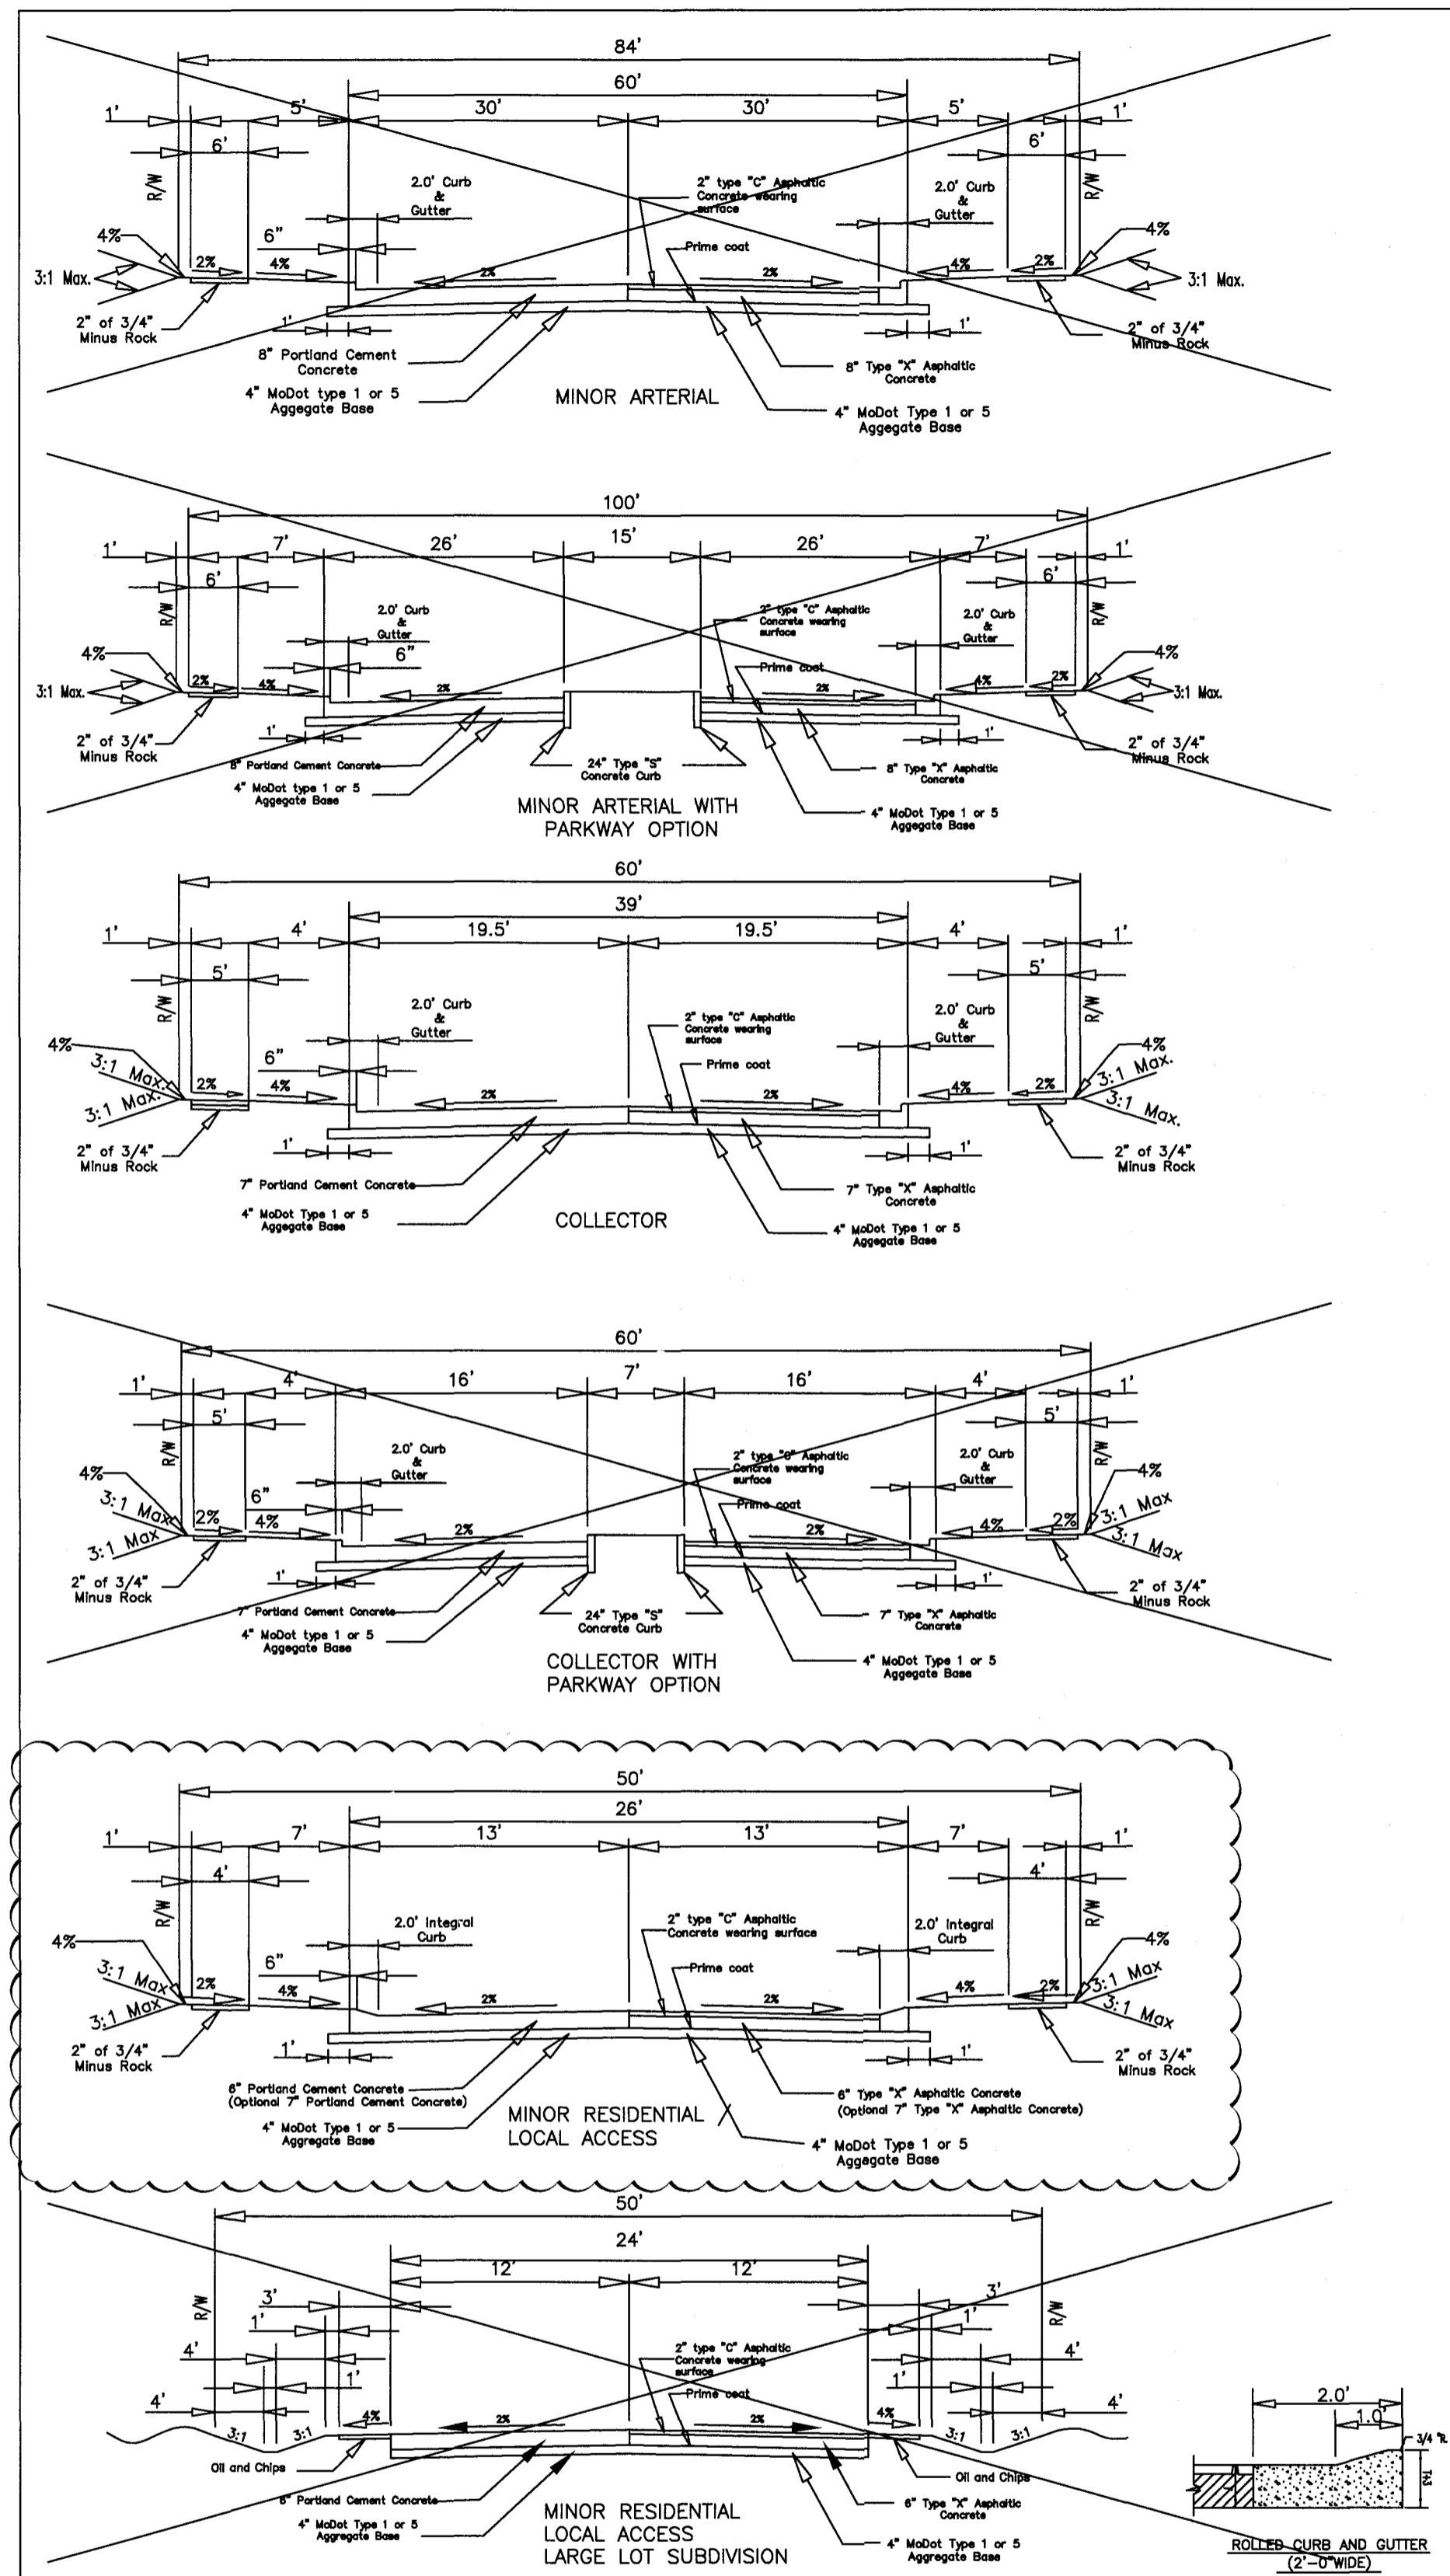 84'
60'
1' 5' 30' 30' 5' 1'
6' 6'
R/W R/W
2.0' Curb
&
Gutter
2" type "C" Asphaltic
Concrete wearing
surface
2.0' Curb
&
Gutter
4% 6" Prime coat 4%
3:1 Max. 2% 4% 2% 2% 4% 2% 3:1 Max.
2" of 3/4"
Minus Rock
1' 1'
2" of 3/4"
Minus Rock
8" Portland Cement
Concrete
8" Type "X" Asphaltic
Concrete
4" MoDot type 1 or 5
Aggegate Base
MINOR ARTERIAL
4" MoDot Type 1 or 5
Aggegate Base
100'
1' 7' 26' 15' 26' 7' 1'
6' 6'
R/W R/W
2.0' Curb
&
Gutter
2" type "C" Asphaltic
Concrete wearing
surface
2.0' Curb
&
Gutter
4% 6" Prime coat 4%
3:1 Max. 2% 4% 2% 2% 4% 2% 3:1 Max.
2" of 3/4"
Minus Rock
1' 1'
2" of 3/4"
Minus Rock
8" Portland Cement Concrete
24" Type "S"
Concrete Curb
8" Type "X" Asphaltic
Concrete
4" MoDot type 1 or 5
Aggegate Base
MINOR ARTERIAL WITH
PARKWAY OPTION
4" MoDot Type 1 or 5
Aggegate Base
60'
39'
1' 4' 19.5' 19.5' 4' 1'
5' 5'
R/W R/W
2.0' Curb
&
Gutter
2" type "C" Asphaltic
Concrete wearing
surface
2.0' Curb
&
Gutter
4% 6" Prime coat 4%
3:1 Max. 2% 4% 2% 2% 4% 2% 3:1 Max.
3:1 Max. 3:1 Max.
2" of 3/4"
Minus Rock
1' 1'
2" of 3/4"
Minus Rock
7" Portland Cement Concrete
7" Type "X" Asphaltic
Concrete
4" MoDot Type 1 or 5
Aggegate Base
COLLECTOR
4" MoDot Type 1 or 5
Aggegate Base
60'
1' 4' 16' 7' 16' 4' 1'
5' 5'
R/W R/W
2.0' Curb
&
Gutter
2" type "C" Asphaltic
Concrete wearing
surface
2.0' Curb
&
Gutter
4% 6" Prime coat 4%
3:1 Max 2% 4% 2% 2% 4% 2% 3:1 Max
3:1 Max 3:1 Max
2" of 3/4"
Minus Rock
1' 1'
2" of 3/4"
Minus Rock
7" Portland Cement Concrete
24" Type "S"
Concrete Curb
7" Type "X" Asphaltic
Concrete
4" MoDot type 1 or 5
Aggegate Base
COLLECTOR WITH
PARKWAY OPTION
4" MoDot Type 1 or 5
Aggegate Base
50'
26'
1' 7' 13' 13' 7' 1'
4' 4'
R/W R/W
2.0' Integral
Curb
2" type "C" Asphaltic
Concrete wearing surface
2.0' Integral
Curb
4% 6" Prime coat 4%
3:1 Max 2% 4% 2% 2% 4% 2% 3:1 Max
3:1 Max 3:1 Max
2" of 3/4"
Minus Rock
1' 1'
2" of 3/4"
Minus Rock
6" Portland Cement Concrete
(Optional 7" Portland Cement Concrete)
6" Type "X" Asphaltic Concrete
(Optional 7" Type "X" Asphaltic Concrete)
4" MoDot Type 1 or 5
Aggregate Base
MINOR RESIDENTIAL
LOCAL ACCESS
4" MoDot Type 1 or 5
Aggegate Base
50'
24'
12' 12'
R/W R/W
3' 3'
1' 1'
4' 4'
1' 1'
4' 4'
2" type "C" Asphaltic
Concrete wearing
surface
Prime coat
3:1 3:1 4% 2% 2% 4% 3:1 3:1
Oil and Chips Oil and Chips
6" Portland Cement Concrete
6" Type "X" Asphaltic
Concrete
4" MoDot Type 1 or 5
Aggregate Base
MINOR RESIDENTIAL
LOCAL ACCESS
LARGE LOT SUBDIVISION
4" MoDot Type 1 or 5
Aggregate Base
2.0'
1.0'
3/4 "R
T+3
ROLLED CURB AND GUTTER
(2'-0"WIDE)